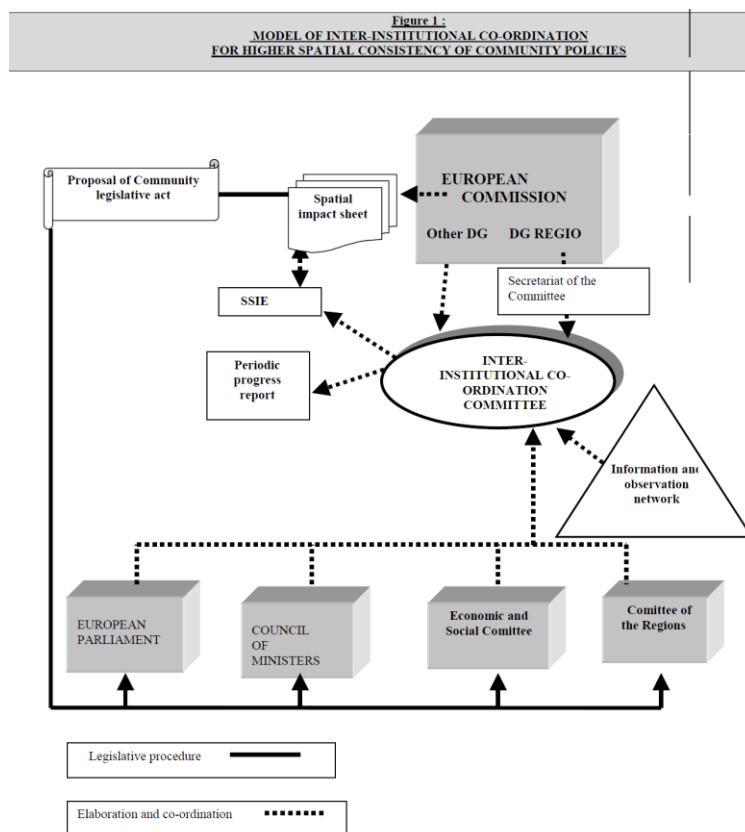 Figure 1 :
MODEL OF INTER-INSTITUTIONAL CO-ORDINATION
FOR HIGHER SPATIAL CONSISTENCY OF COMMUNITY POLICIES
Proposal of Community
legislative act
Spatial
impact sheet
EUROPEAN
COMMISSION
Other DG DG REGIO
Secretariat of the
Committee
SSIE
Periodic
progress
report
INTER-
INSTITUTIONAL CO-
ORDINATION
COMMITTEE
Information and
observation
network
EUROPEAN
PARLIAMENT
COUNCIL
OF
MINISTERS
Economic and
Social Comittee
Comittee of
the Regions
Legislative procedure
Elaboration and co-ordination